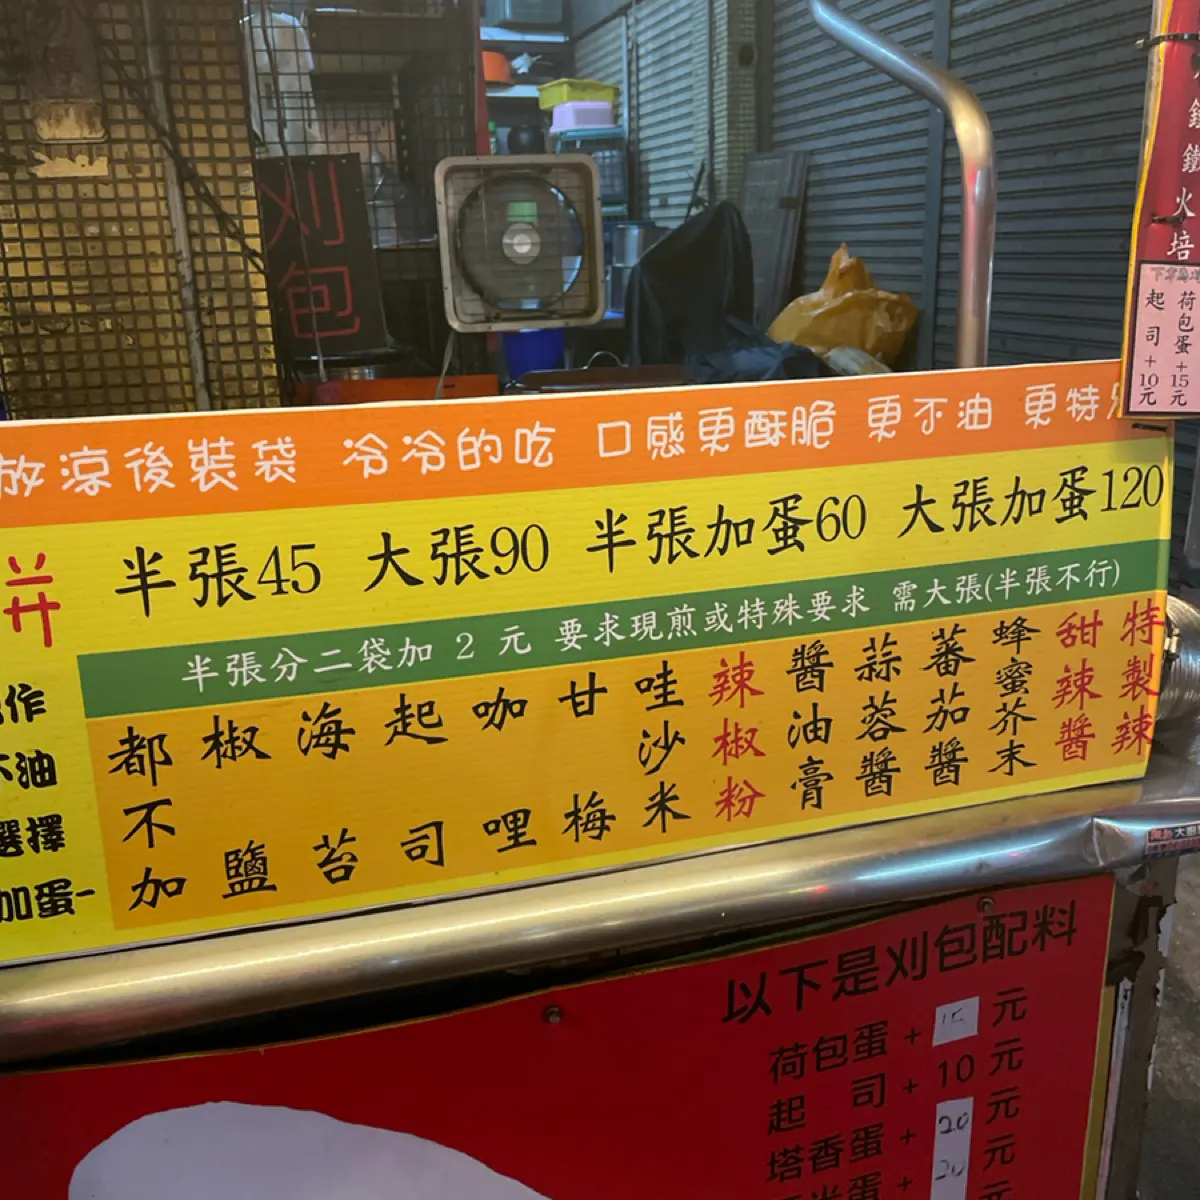 刈包
鐵火培
起司+10元
荷包蛋+15元
放涼後裝袋 冷冷的吃 口感更酥脆 更不油 更特
半張45 大張90 半張加蛋60 大張加蛋120
半張分二袋加 2 元 要求現煎或特殊要求 需大張(半張不行)
作
不油
選擇
加蛋-
都不加
椒鹽
海苔
起司
咖哩
甘梅
哇沙米
辣椒粉
醬油膏
蒜蓉醬
蕃茄醬
蜂蜜芥末
甜辣醬
特製辣
以下是刈包配料
荷包蛋+15元
起司+10元
塔香蛋+20元
蛋+20元